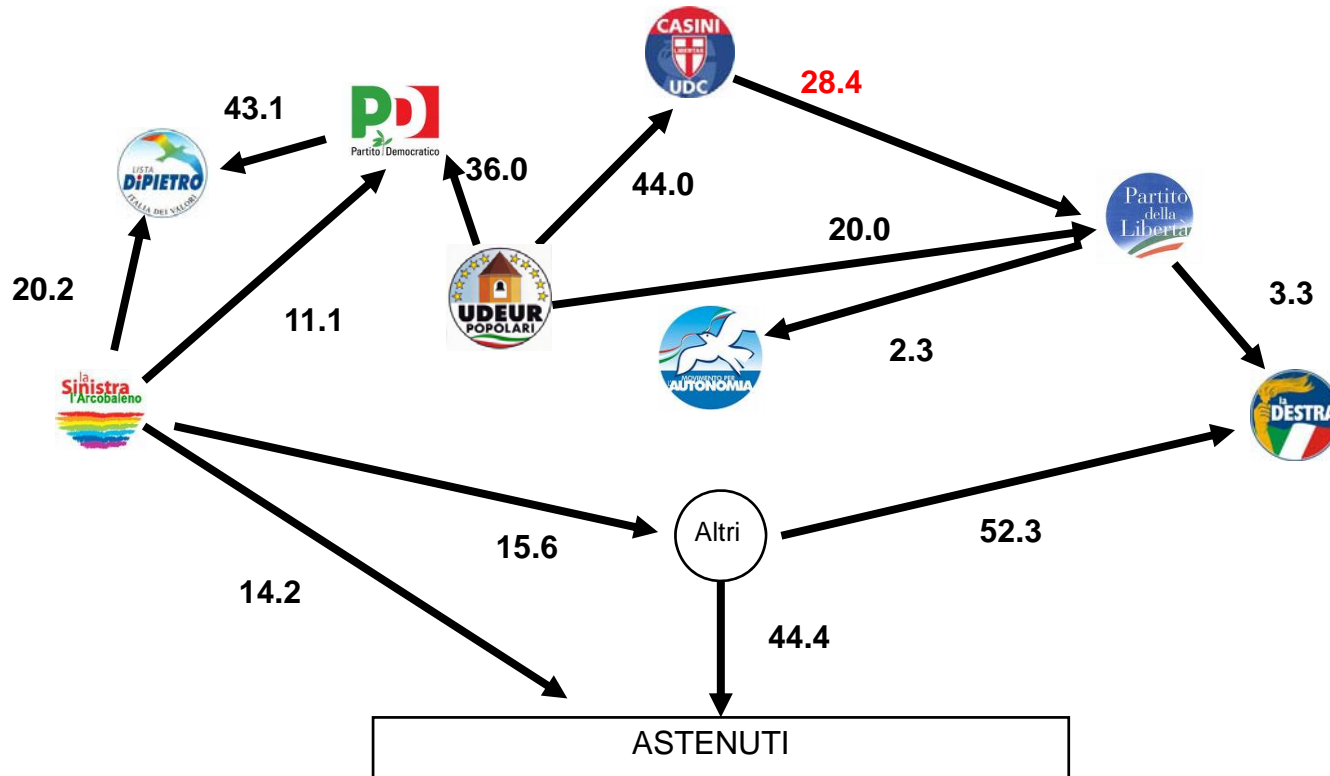 CASINI
LIBERTAS
UDC
28.4
43.1
PD
Partito Democratico
LISTA
DiPIETRO
ITALIA DEI VALORI
36.0
44.0
Partito
della
Libertà
20.0
20.2
11.1
UDEUR
POPOLARI
3.3
2.3
MOVIMENTO PER
AUTONOMIA
la
Sinistra
l'Arcobaleno
la
DESTRA
Altri
15.6
52.3
14.2
44.4
ASTENUTI